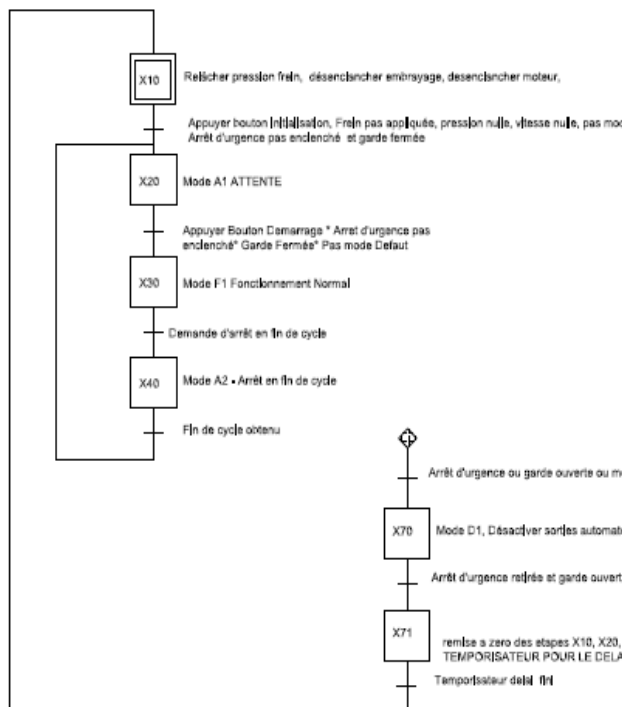 X10
Relâcher pression frein, désenclancher embrayage, desenclancher moteur,
Appuyer bouton initialisation, Frein pas appliquée, pression nulle, vitesse nulle, pas mod
Arrêt d'urgence pas enclenché et garde fermée
X20
Mode A1 ATTENTE
Appuyer Bouton Demarrage * Arret d'urgence pas
enclenché* Garde Fermée* Pas mode Defaut
X30
Mode F1 Fonctionnement Normal
Demande d'arrêt en fin de cycle
X40
Mode A2 - Arrêt en fin de cycle
Fin de cycle obtenu
Arrêt d'urgence ou garde ouverte ou m
X70
Mode D1, Désactiver sorties automat
Arrêt d'urgence retirée et garde ouvert
X71
remise a zero des etapes X10, X20,
TEMPORISATEUR POUR LE DELA
Temporisateur delai fini